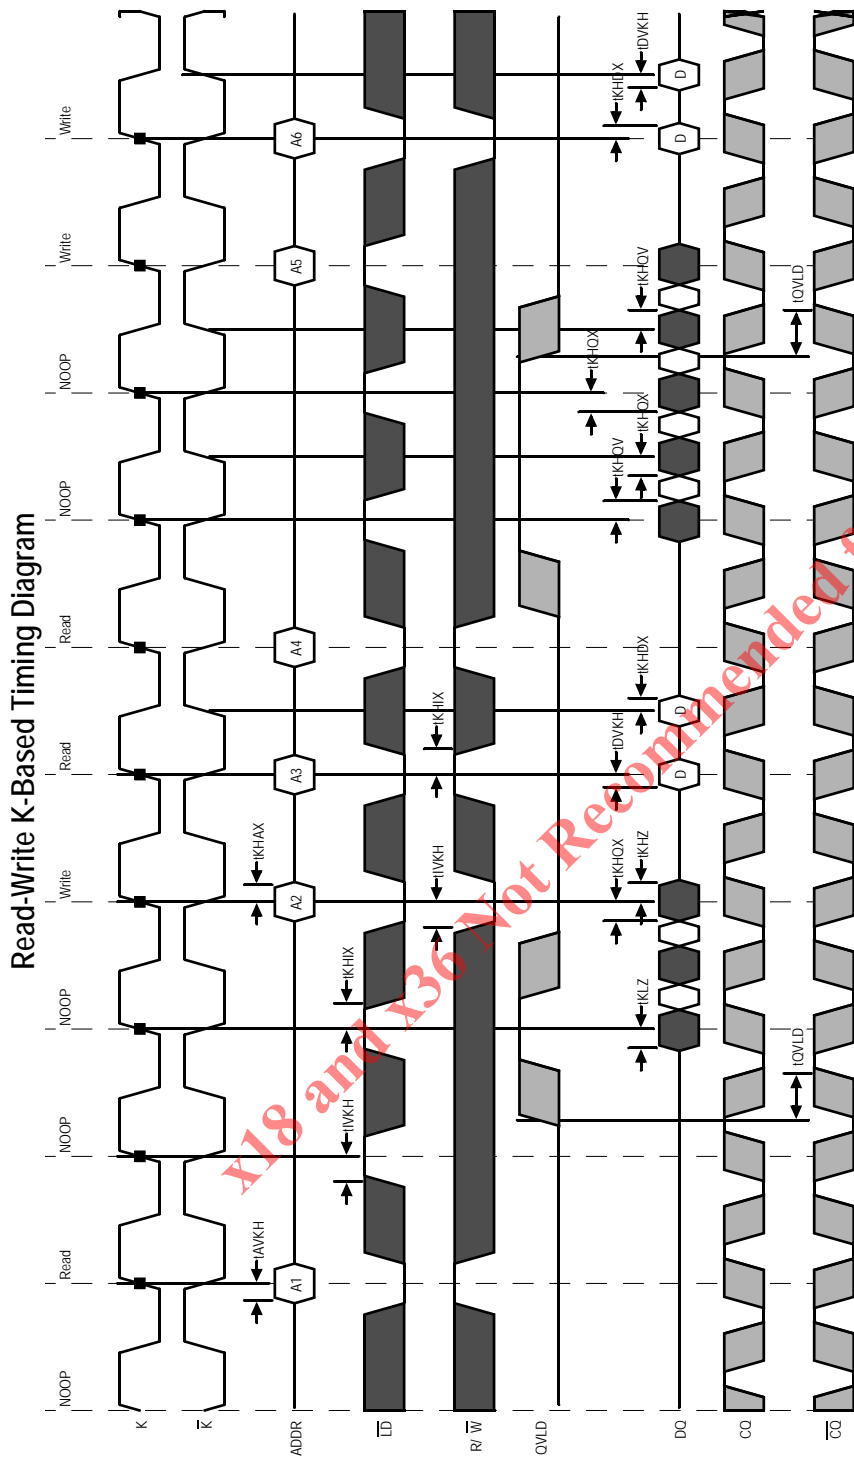 Read-Write K-Based Timing Diagram
NOOP
Read
NOOP
NOOP
Write
Read
Read
NOOP
NOOP
Write
Write
K
K
tAVKH
tKHAX
ADDR
A1
A2
A3
A4
A5
A6
tIVKH
tKHIX
LD
tIVKH
tKHIX
R/ W
QVLD
tKHQX
tKHQX
tKHDX
tKLZ
tKHZ
tDVKH
tKHDX
tKHQV
tKHQX
tKHQV
tDVKH
DQ
D
D
D
D
CQ
tQVLD
tQVLD
CQ
x18 and x36 Not Recommended f